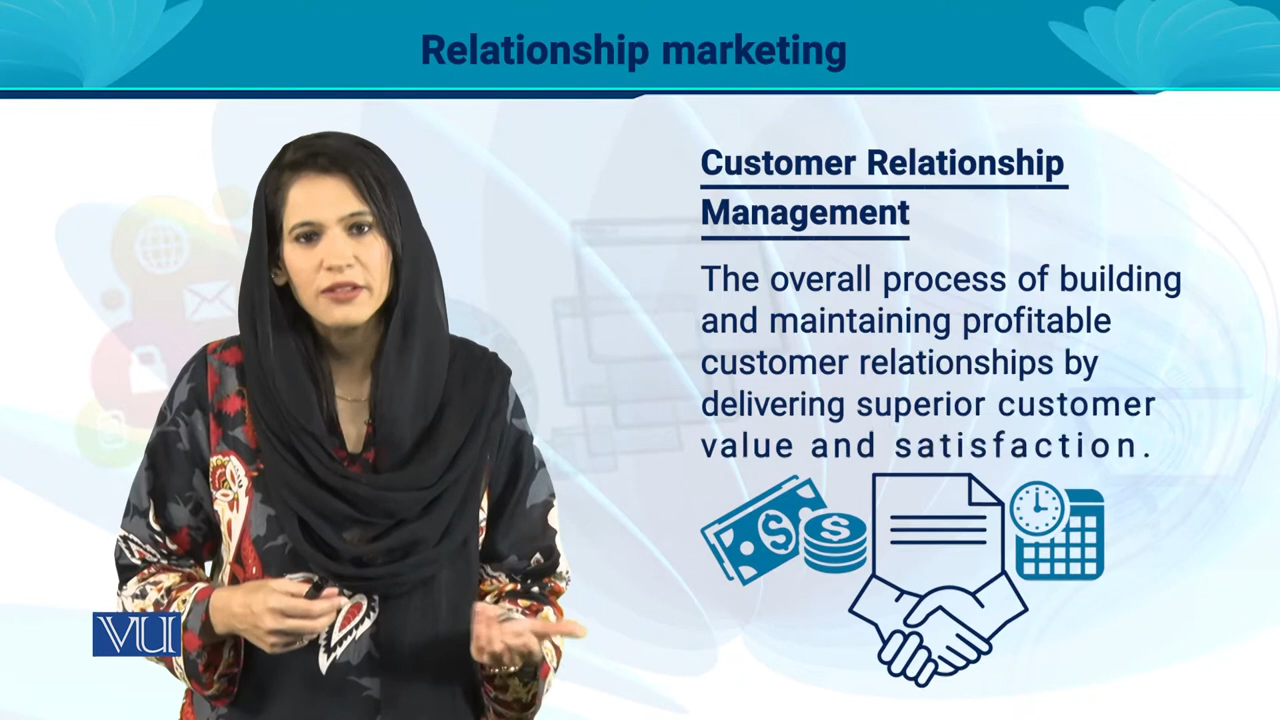 Relationship marketing
Customer Relationship
Management
The overall process of building
and maintaining profitable
customer relationships by
delivering superior customer
value and satisfaction.
$
$
VU